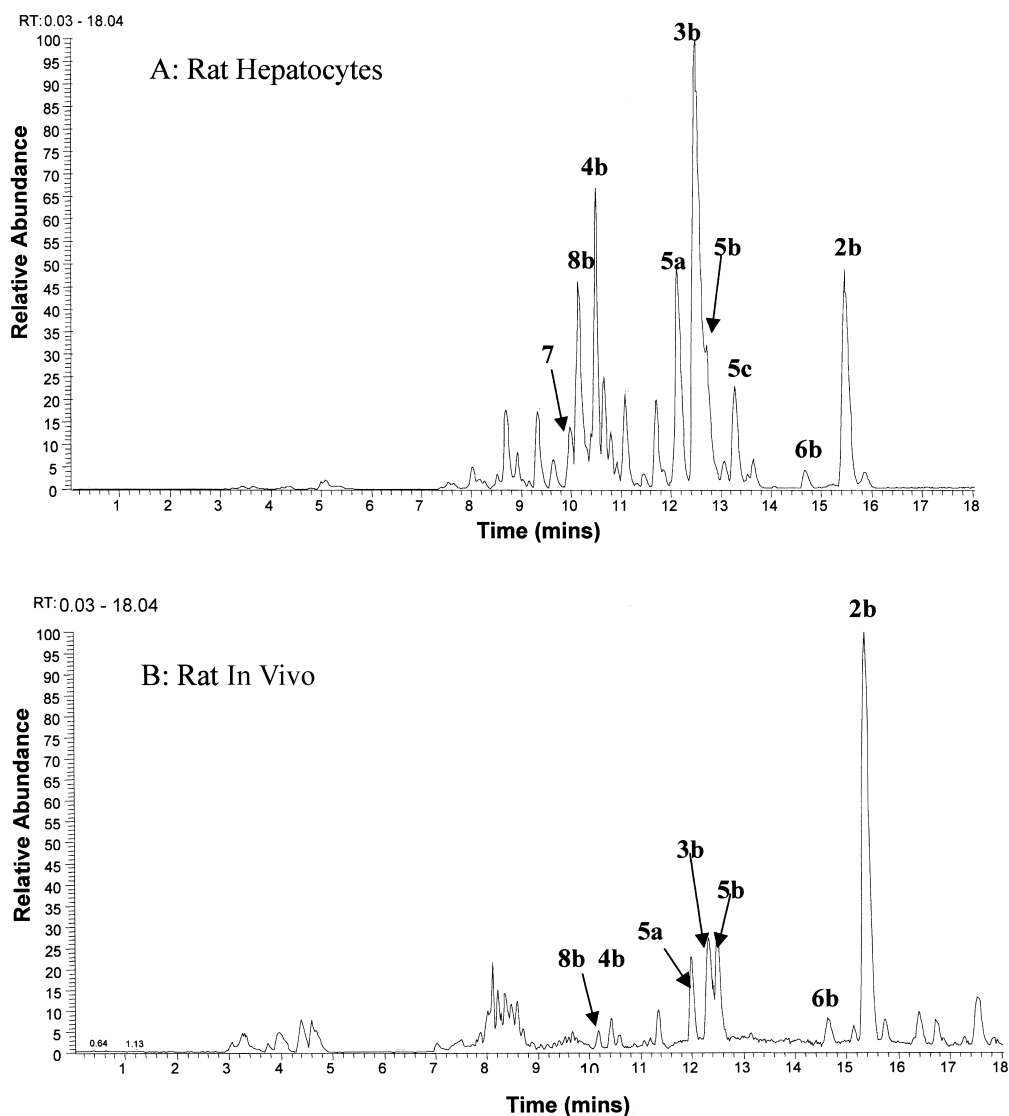 RT: 0.03 - 18.04
A: Rat Hepatocytes
Relative Abundance
100
95
90
85
80
75
70
65
60
55
50
45
40
35
30
25
20
15
10
5
0
3b
4b
8b
5a
5b
2b
7
5c
6b
1 2 3 4 5 6 7 8 9 10 11 12 13 14 15 16 17 18
Time (mins)
RT: 0.03 - 18.04
B: Rat In Vivo
Relative Abundance
100
95
90
85
80
75
70
65
60
55
50
45
40
35
30
25
20
15
10
5
0
2b
3b
5b
5a
8b 4b
6b
0.64 1.13
1 2 3 4 5 6 7 8 9 10 11 12 13 14 15 16 17 18
Time (mins)